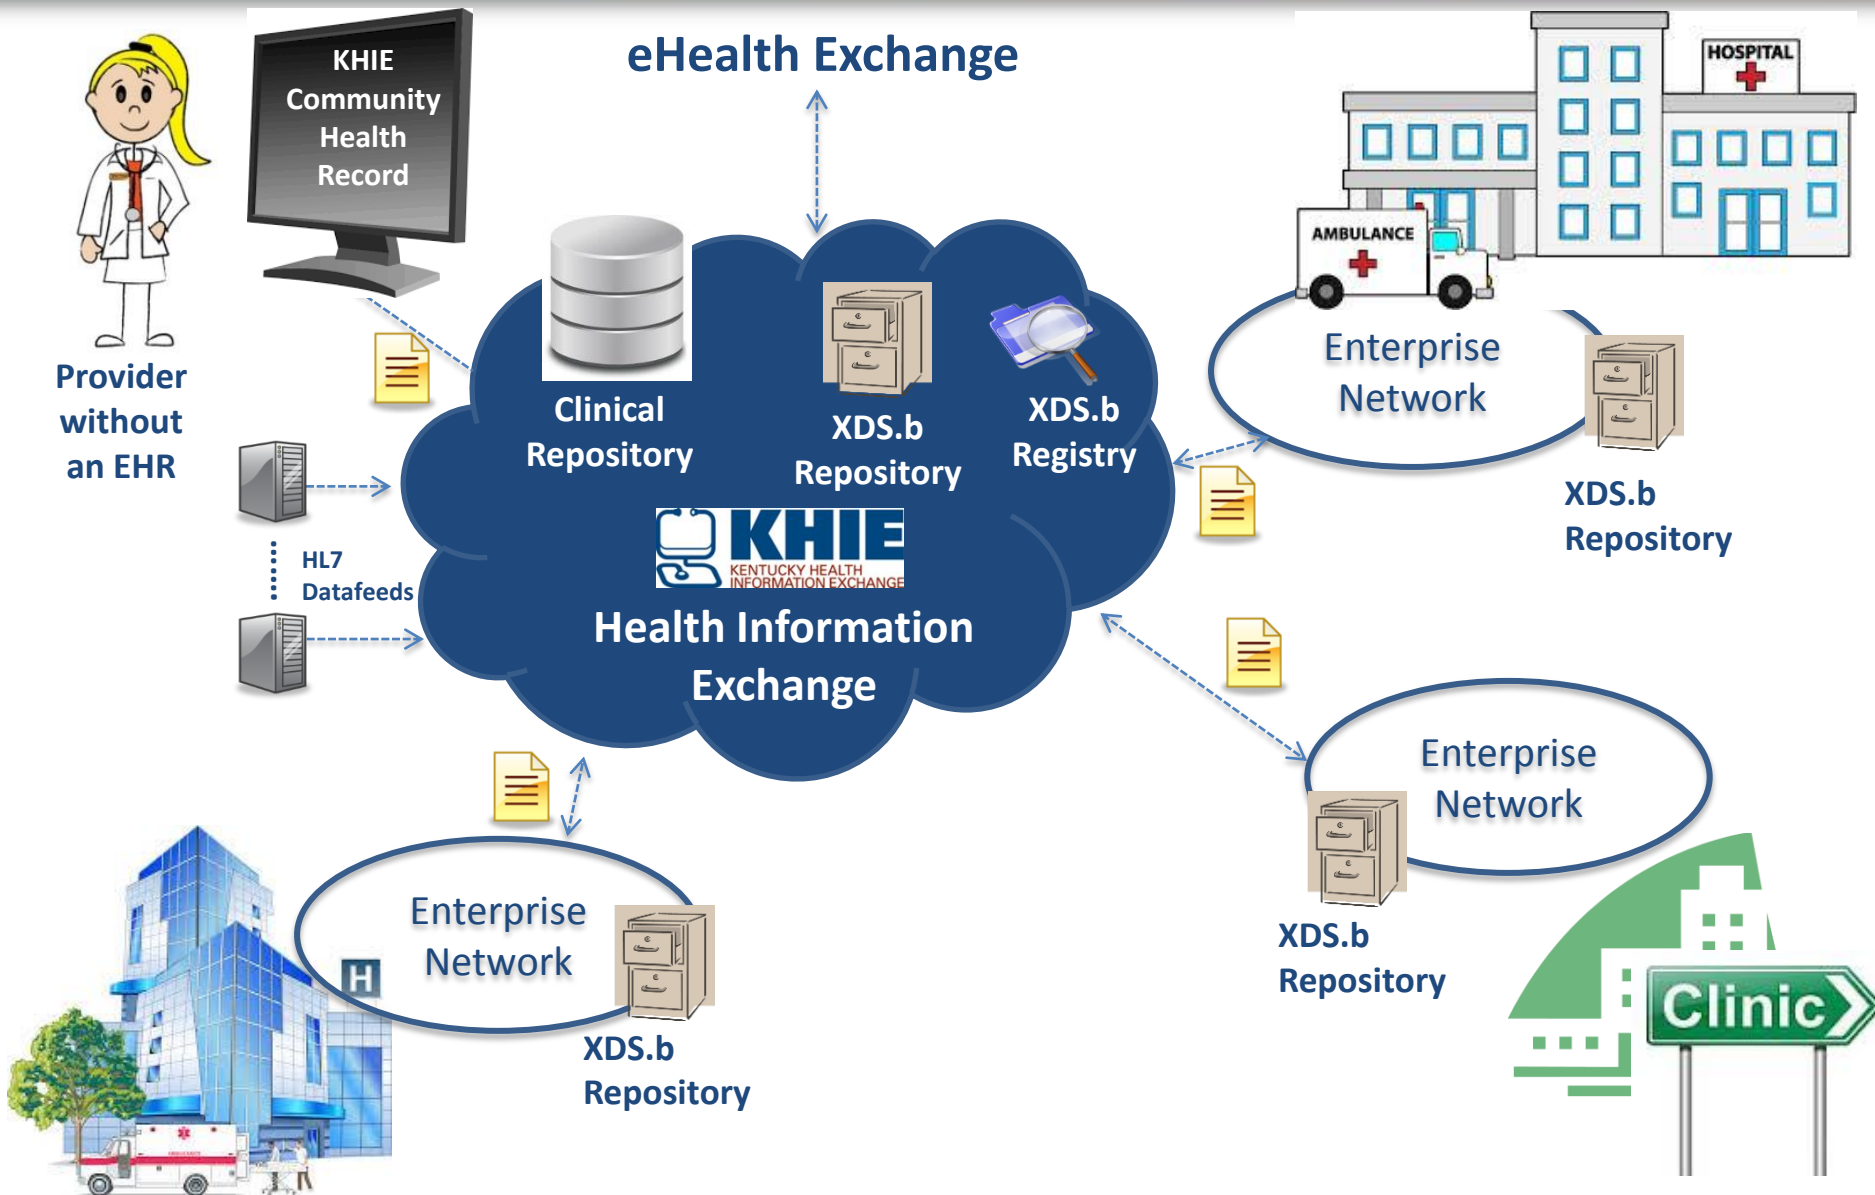 KHIE
Community
Health
Record
eHealth Exchange
HOSPITAL
AMBULANCE
Provider
without
an EHR
Clinical
Repository
XDS.b
Repository
XDS.b
Registry
Enterprise
Network
XDS.b
Repository
HL7
Datafeeds
KHIE
KENTUCKY HEALTH
INFORMATION EXCHANGE
Health Information
Exchange
Enterprise
Network
XDS.b
Repository
Enterprise
Network
XDS.b
Repository
H
Clinic
AMBULANCE